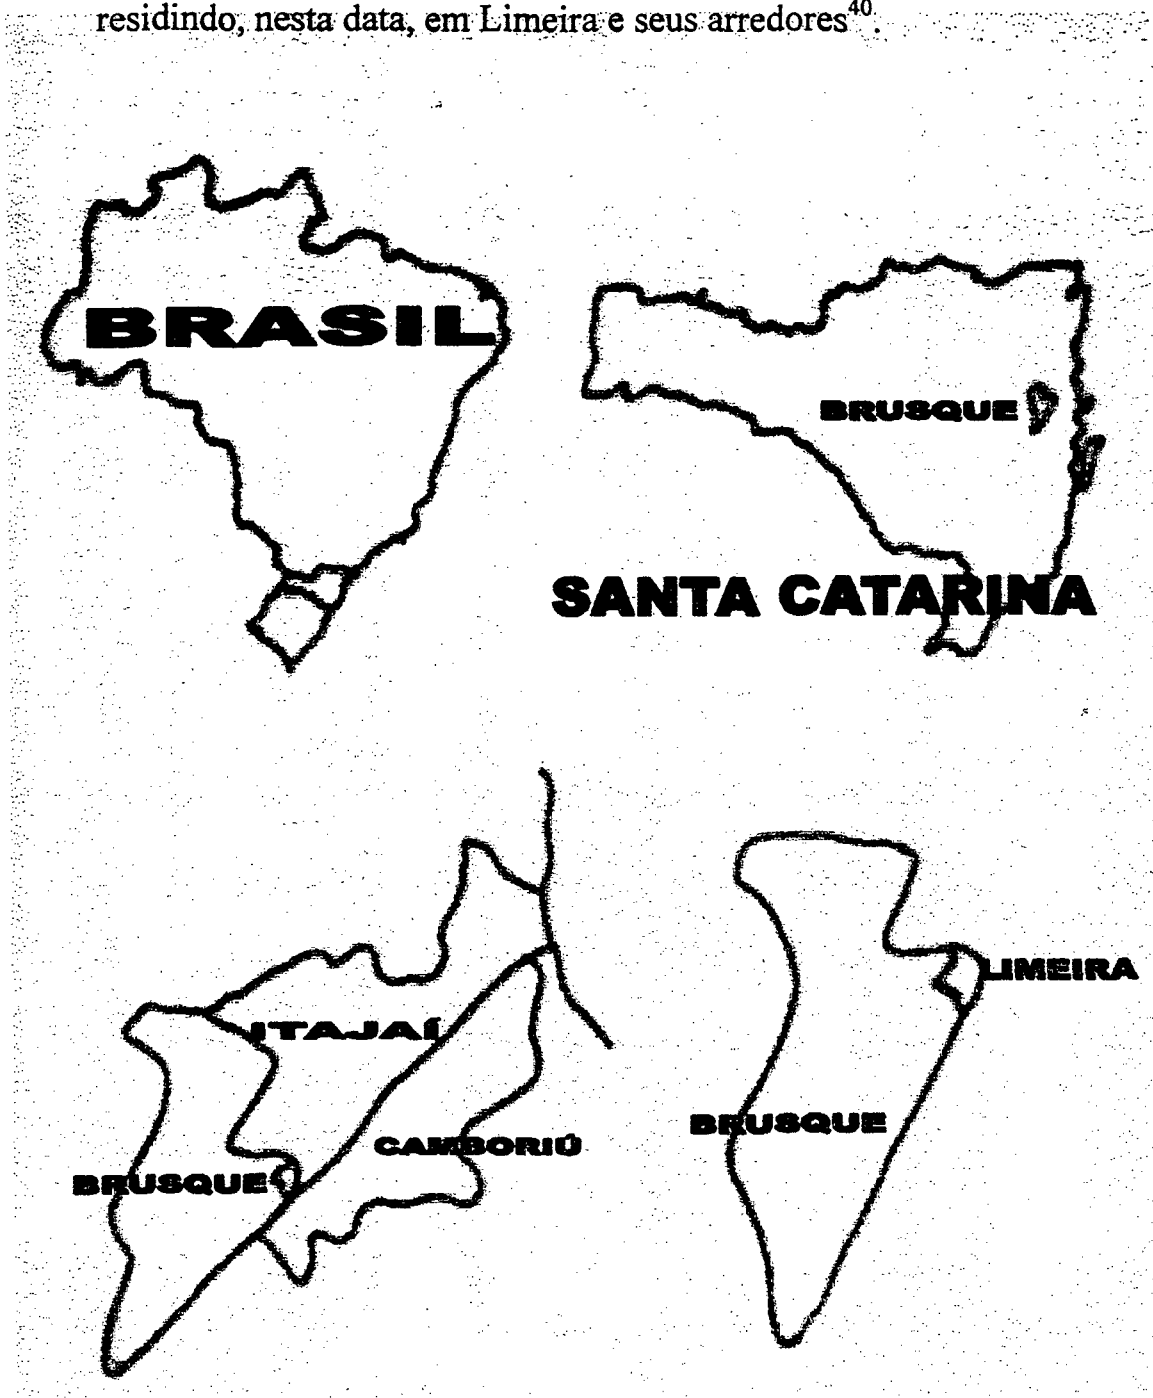 residindo, nesta data, em Limeira e seus arredores⁴⁰.
BRASIL
BRUSQUE
SANTA CATARINA
ITAJAÍ
CAMBORIÚ
BRUSQUE
LIMEIRA
BRUSQUE